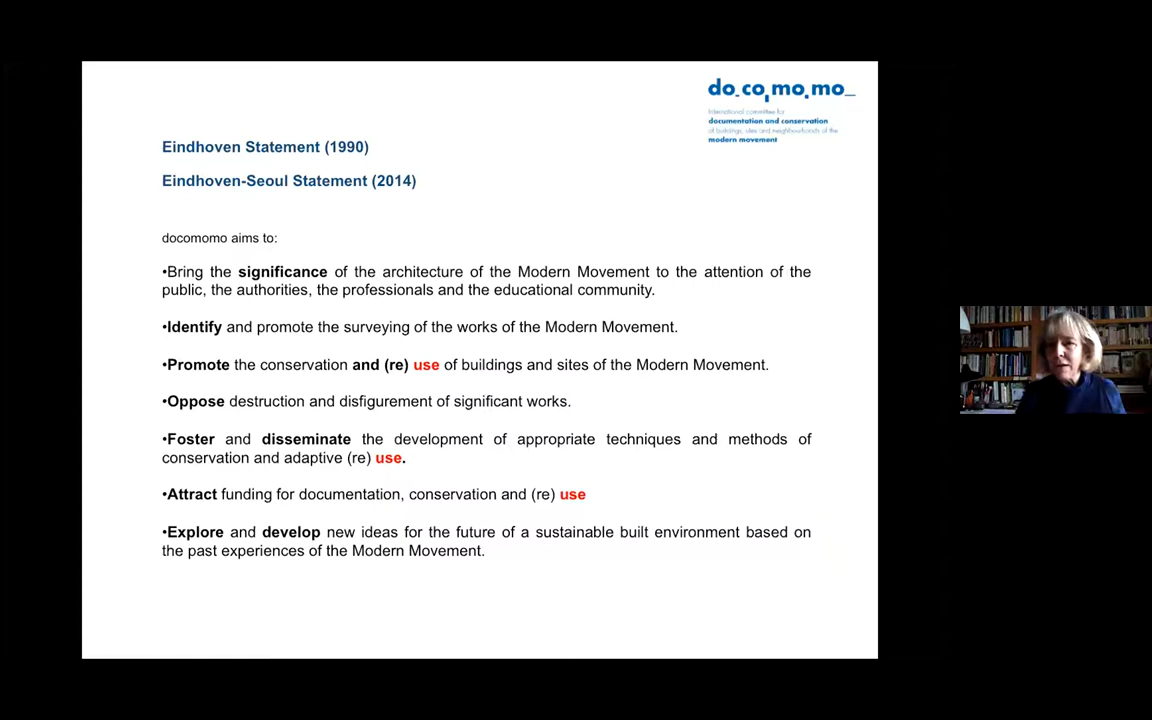 do_co,mo.mo_
international committee for
documentation and conservation
of buildings, sites and neighbourhoods of the
modern movement
Eindhoven Statement (1990)
Eindhoven-Seoul Statement (2014)
docomomo aims to:
•Bring the significance of the architecture of the Modern Movement to the attention of the
public, the authorities, the professionals and the educational community.
•Identify and promote the surveying of the works of the Modern Movement.
•Promote the conservation and (re) use of buildings and sites of the Modern Movement.
•Oppose destruction and disfigurement of significant works.
•Foster and disseminate the development of appropriate techniques and methods of
conservation and adaptive (re) use.
•Attract funding for documentation, conservation and (re) use
•Explore and develop new ideas for the future of a sustainable built environment based on
the past experiences of the Modern Movement.